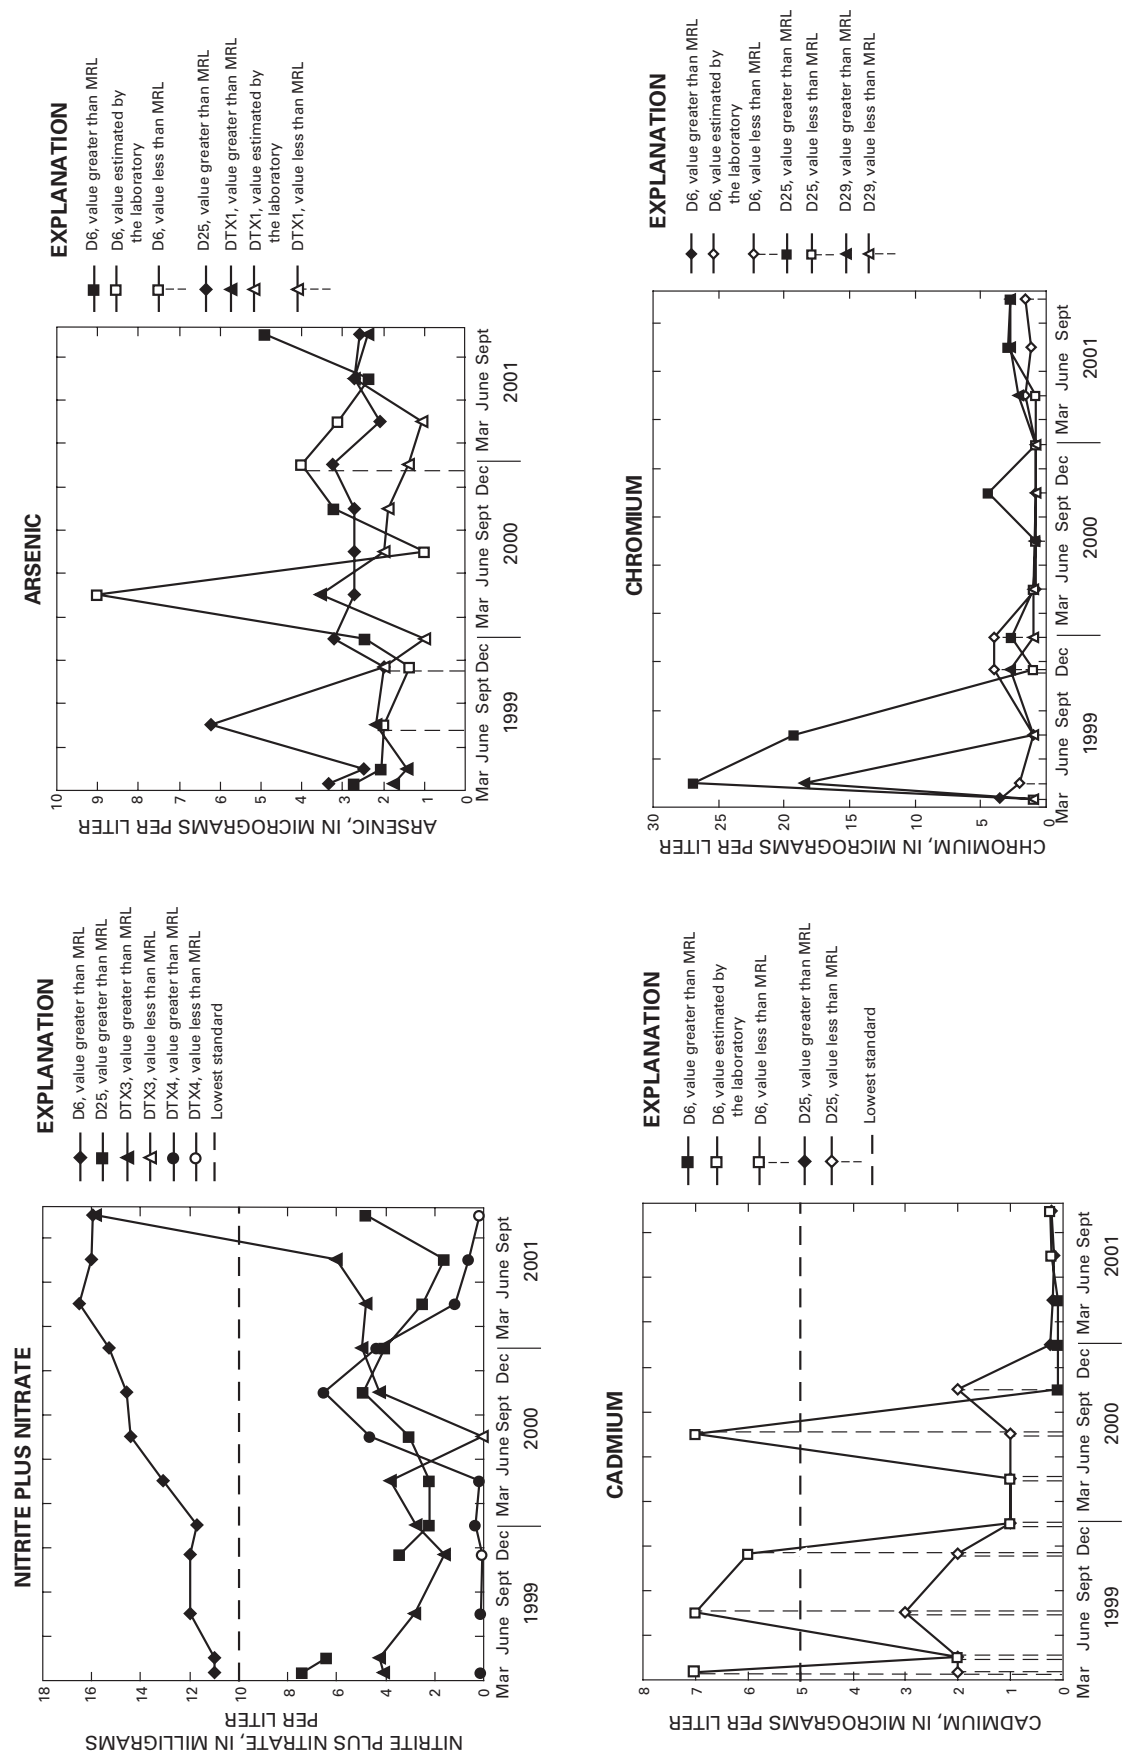 NITRITE PLUS NITRATE
NITRITE PLUS NITRATE, IN MILLIGRAMS
PER LITER
18
16
14
12
10
8
6
4
2
0
Mar June Sept Dec Mar June Sept Dec Mar June Sept
1999 2000 2001
EXPLANATION
D6, value greater than MRL
D25, value greater than MRL
DTX3, value greater than MRL
DTX3, value less than MRL
DTX4, value greater than MRL
DTX4, value less than MRL
Lowest standard
ARSENIC
ARSENIC, IN MICROGRAMS PER LITER
10
9
8
7
6
5
4
3
2
1
0
Mar June Sept Dec Mar June Sept Dec Mar June Sept
1999 2000 2001
EXPLANATION
D6, value greater than MRL
D6, value estimated by
the laboratory
D6, value less than MRL
D25, value greater than MRL
DTX1, value greater than MRL
DTX1, value estimated by
the laboratory
DTX1, value less than MRL
CADMIUM
CADMIUM, IN MICROGRAMS PER LITER
8
7
6
5
4
3
2
1
0
Mar June Sept Dec Mar June Sept Dec Mar June Sept
1999 2000 2001
EXPLANATION
D6, value greater than MRL
D6, value estimated by
the laboratory
D6, value less than MRL
D25, value greater than MRL
D25, value less than MRL
Lowest standard
CHROMIUM
CHROMIUM, IN MICROGRAMS PER LITER
30
25
20
15
10
5
0
Mar June Sept Dec Mar June Sept Dec Mar June Sept
1999 2000 2001
EXPLANATION
D6, value greater than MRL
D6, value estimated by
the laboratory
D6, value less than MRL
D25, value greater than MRL
D25, value less than MRL
D29, value greater than MRL
D29, value less than MRL